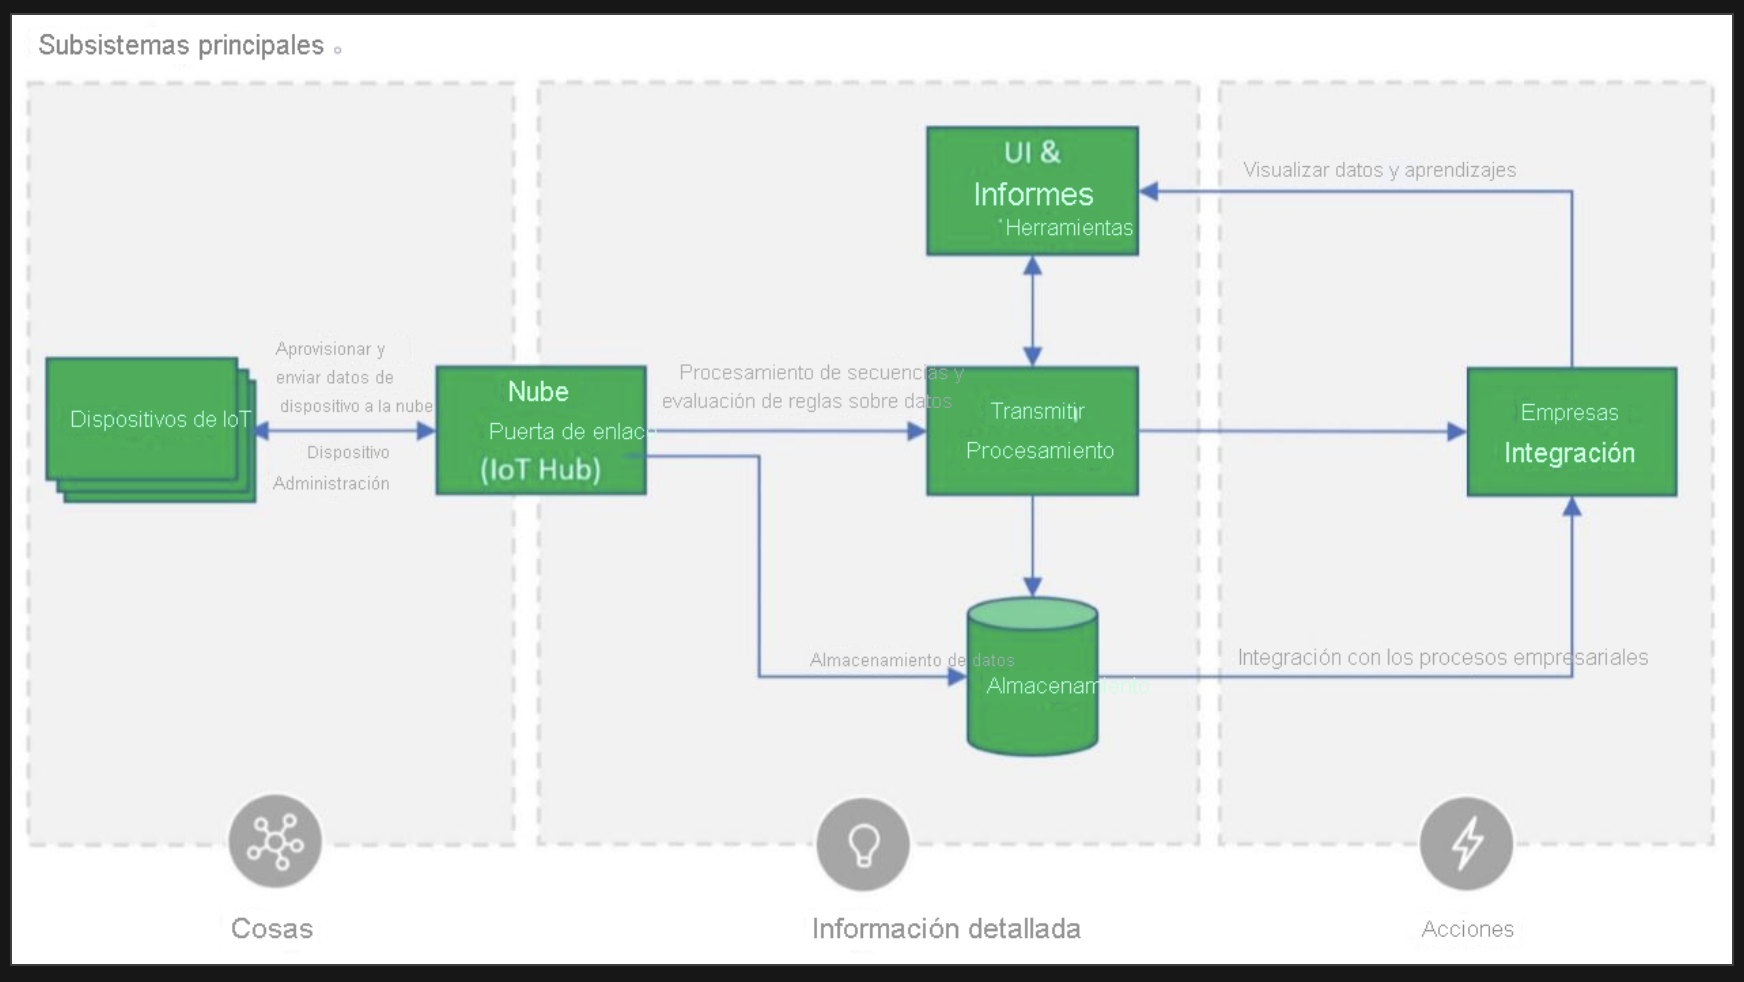 Subsistemas principales
UI &
Informes
Herramientas
Visualizar datos y aprendizajes
Aprovisionar y
enviar datos de
dispositivo a la nube
Dispositivos de IoT
Dispositivo
Administración
Nube
Puerta de enlace
(IoT Hub)
Procesamiento de secuencias y
evaluación de reglas sobre datos
Transmitir
Procesamiento
Empresas
Integración
Almacenamiento de datos
Almacenamiento
Integración con los procesos empresariales
Cosas
Información detallada
Acciones